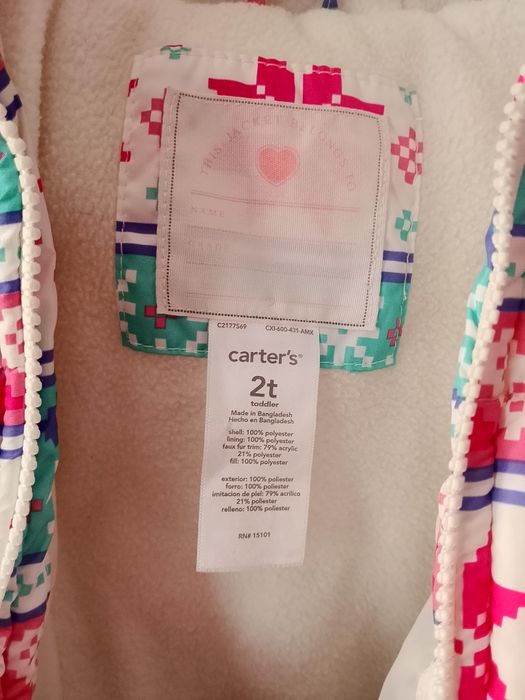 THIS JACKET BELONGS TO
NAME
GRADE
C2177569 CXI-600-431-AMX
carter's®
2t
toddler
Made in Bangladesh
Hecho en Bangladesh
shell: 100% polyester
lining: 100% polyester
faux fur trim: 79% acrylic
21% polyester
fill: 100% polyester
exterior: 100% poliester
forro: 100% poliester
imitacion de piel: 79% acrilico
21% poliester
relleno: 100% poliester
RN# 15101